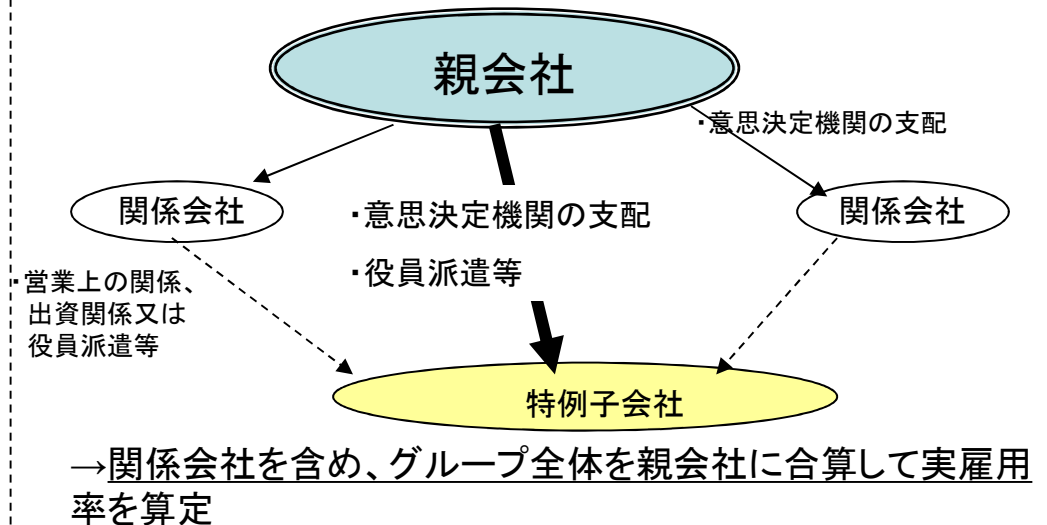 親会社
・意思決定機関の支配
関係会社
・意思決定機関の支配
・役員派遣等
関係会社
・営業上の関係、
出資関係又は
役員派遣等
特例子会社
→関係会社を含め、グループ全体を親会社に合算して実雇用
率を算定